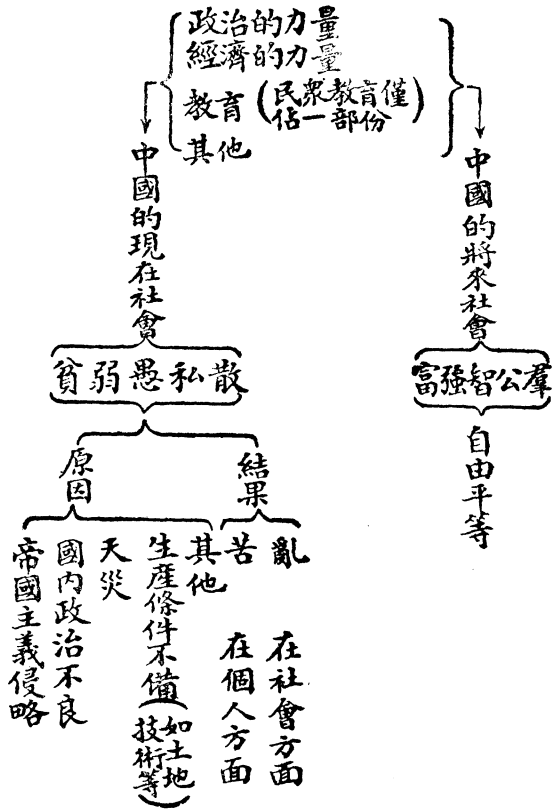 政治的力量
經濟的力量
教育(民衆教育僅佔一部份)
其他
中國的現在社會
中國的將來社會
貧弱愚私散
富強智公羣
自由平等
原因
結果
帝國主義侵略
國內政治不良
天災
生產條件不備(如土地技術等)
其他
苦 在個人方面
亂 在社會方面